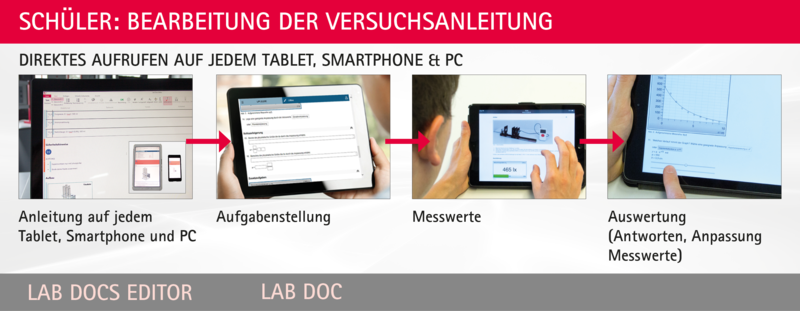 SCHÜLER: BEARBEITUNG DER VERSUCHSANLEITUNG
DIREKTES AUFRUFEN AUF JEDEM TABLET, SMARTPHONE & PC
Anleitung auf jedem
Tablet, Smartphone und PC
Aufgabenstellung
Messwerte
Auswertung
(Antworten, Anpassung
Messwerte)
LAB DOCS EDITOR
LAB DOC